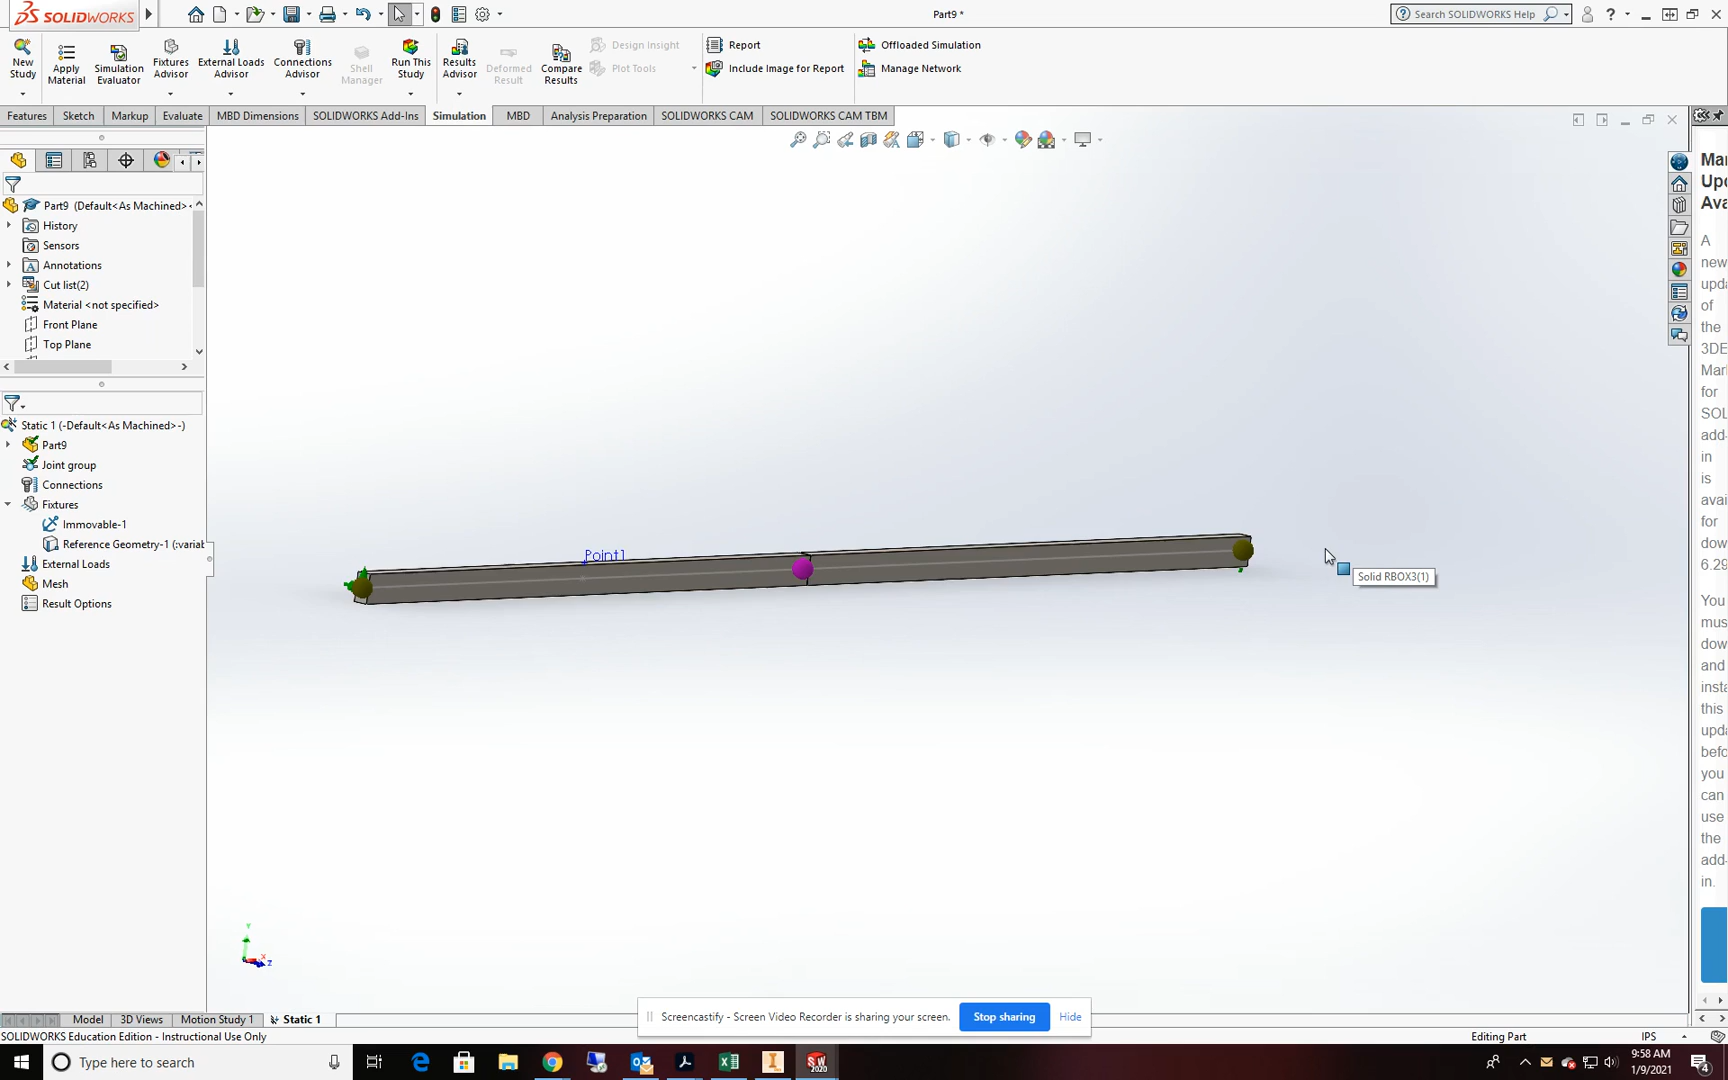 SOLIDWORKS
Part9 *
Search SOLIDWORKS Help
New Study
Apply Material
Simulation Evaluator
Fixtures Advisor
External Loads Advisor
Connections Advisor
Shell Manager
Run This Study
Results Advisor
Deformed Result
Compare Results
Design Insight
Plot Tools
Report
Include Image for Report
Offloaded Simulation
Manage Network
Features
Sketch
Markup
Evaluate
MBD Dimensions
SOLIDWORKS Add-Ins
Simulation
MBD
Analysis Preparation
SOLIDWORKS CAM
SOLIDWORKS CAM TBM
Part9 (Default<As Machined>
History
Sensors
Annotations
Cut list(2)
Material <not specified>
Front Plane
Top Plane
Static 1 (-Default<As Machined>-)
Part9
Joint group
Connections
Fixtures
Immovable-1
Reference Geometry-1 (:variat
External Loads
Mesh
Result Options
Point1
Solid RBOX3(1)
Y
X
Z
Mar
Upd
Ava
A
new
upda
of
the
3DE
Mar
for
SOL
add-
in
is
avai
for
dow
6.29
You
mus
dow
and
insta
this
upda
befo
you
can
use
the
add-
in.
Screencastify - Screen Video Recorder is sharing your screen.
Stop sharing
Hide
Model
3D Views
Motion Study 1
Static 1
SOLIDWORKS Education Edition - Instructional Use Only
Editing Part
IPS
Type here to search
SW
2020
9:58 AM
1/9/2021
4